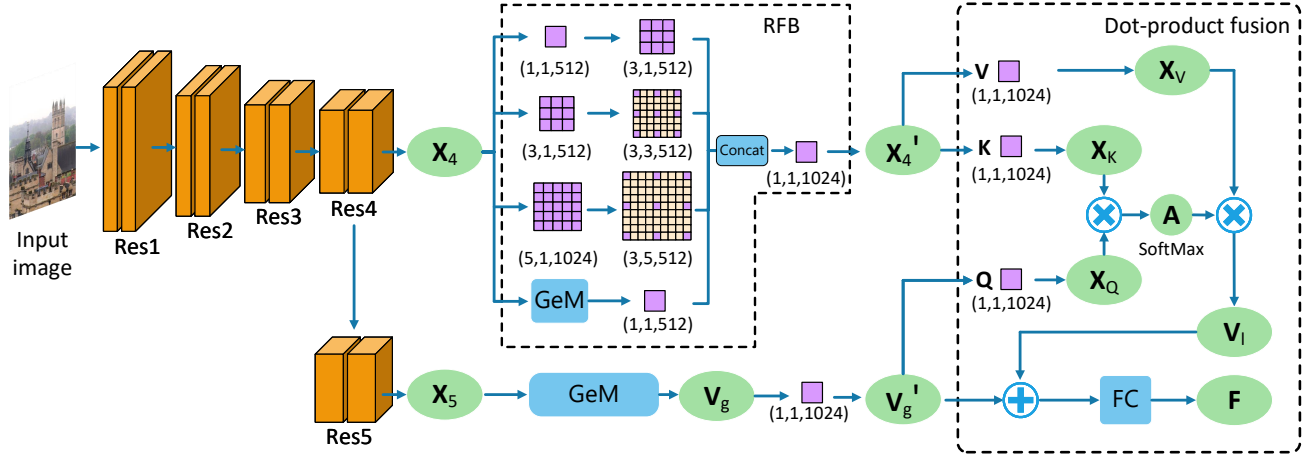 RFB
Dot-product fusion
(1,1,512)
(3,1,512)
V
(1,1,1024)
X_V
Input
image
Res1
Res2
Res3
Res4
X_4
(3,1,512)
(3,3,512)
Concat
(1,1,1024)
X_4'
K
(1,1,1024)
X_K
A
SoftMax
(5,1,1024)
(3,5,512)
GeM
(1,1,512)
Q
(1,1,1024)
X_Q
V_l
Res5
X_5
GeM
V_g
(1,1,1024)
V_g'
FC
F